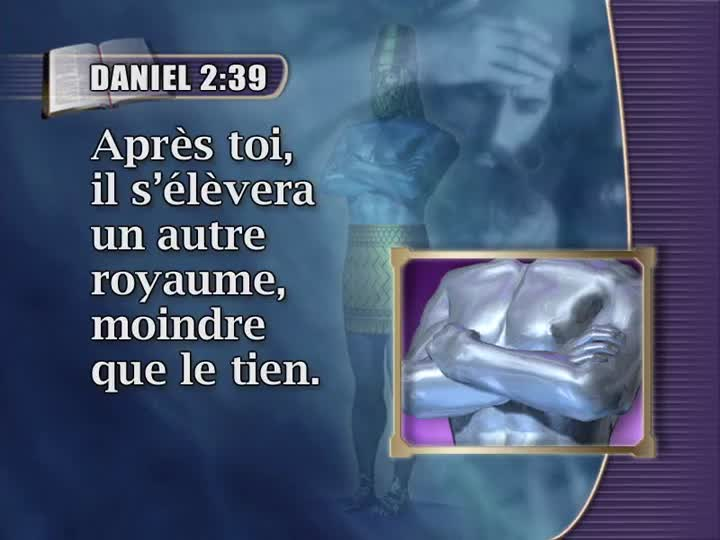 DANIEL 2:39
Après toi,
il s’élèvera
un autre
royaume,
moindre
que le tien.